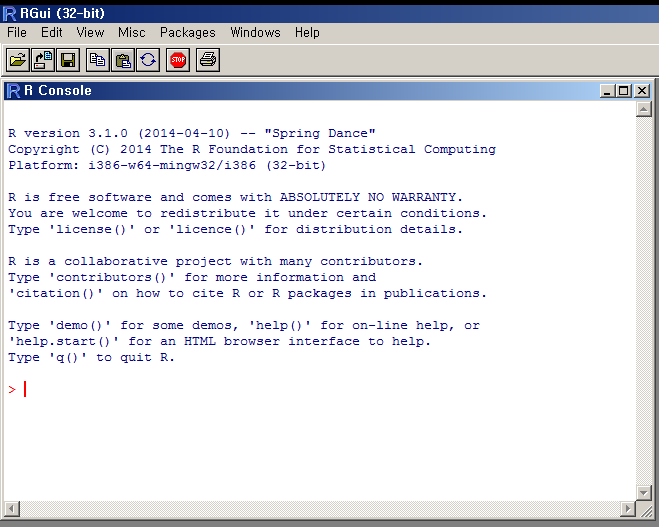 RGui (32-bit)
File Edit View Misc Packages Windows Help
STOP
R Console
R version 3.1.0 (2014-04-10) -- "Spring Dance"
Copyright (C) 2014 The R Foundation for Statistical Computing
Platform: i386-w64-mingw32/i386 (32-bit)
R is free software and comes with ABSOLUTELY NO WARRANTY.
You are welcome to redistribute it under certain conditions.
Type 'license()' or 'licence()' for distribution details.
R is a collaborative project with many contributors.
Type 'contributors()' for more information and
'citation()' on how to cite R or R packages in publications.
Type 'demo()' for some demos, 'help()' for on-line help, or
'help.start()' for an HTML browser interface to help.
Type 'q()' to quit R.
>